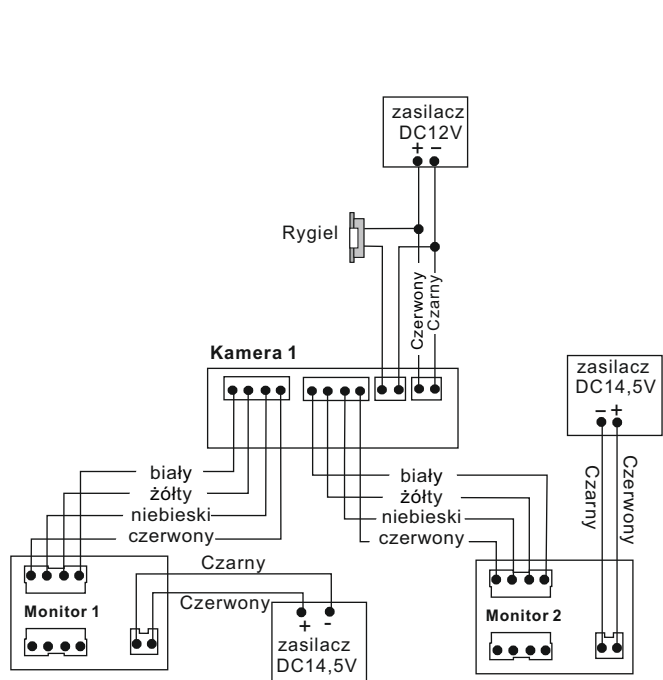 zasilacz
DC12V
+ –
Rygiel
Czerwony
Czarny
Kamera 1
zasilacz
DC14,5V
– +
Czarny
Czerwony
biały
żółty
niebieski
czerwony
biały
żółty
niebieski
czerwony
Czarny
Czerwony
Monitor 1
+ -
zasilacz
DC14,5V
Monitor 2